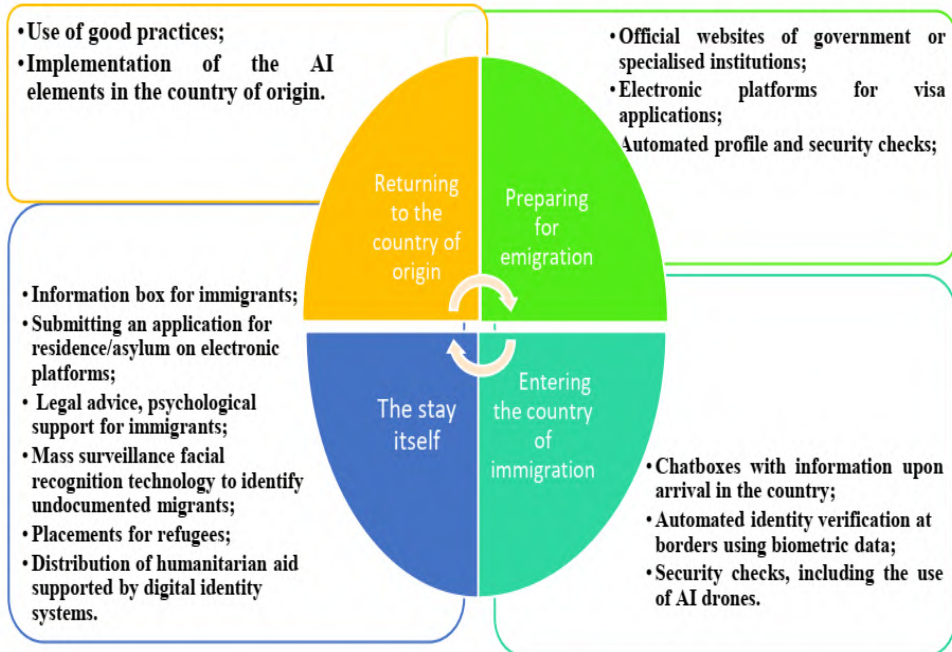 •Use of good practices;
•Implementation of the AI
elements in the country of origin.
•Official websites of government or
specialised institutions;
•Electronic platforms for visa
applications;
•Automated profile and security checks;
Returning
to the
country of
origin
Preparing
for
emigration
•Information box for immigrants;
•Submitting an application for
residence/asylum on electronic
platforms;
• Legal advice, psychological
support for immigrants;
•Mass surveillance facial
recognition technology to identify
undocumented migrants;
•Placements for refugees;
•Distribution of humanitarian aid
supported by digital identity
systems.
The stay
itself
Entering
the country
of
immigration
•Chatboxes with information upon
arrival in the country;
•Automated identity verification at
borders using biometric data;
•Security checks, including the use
of AI drones.